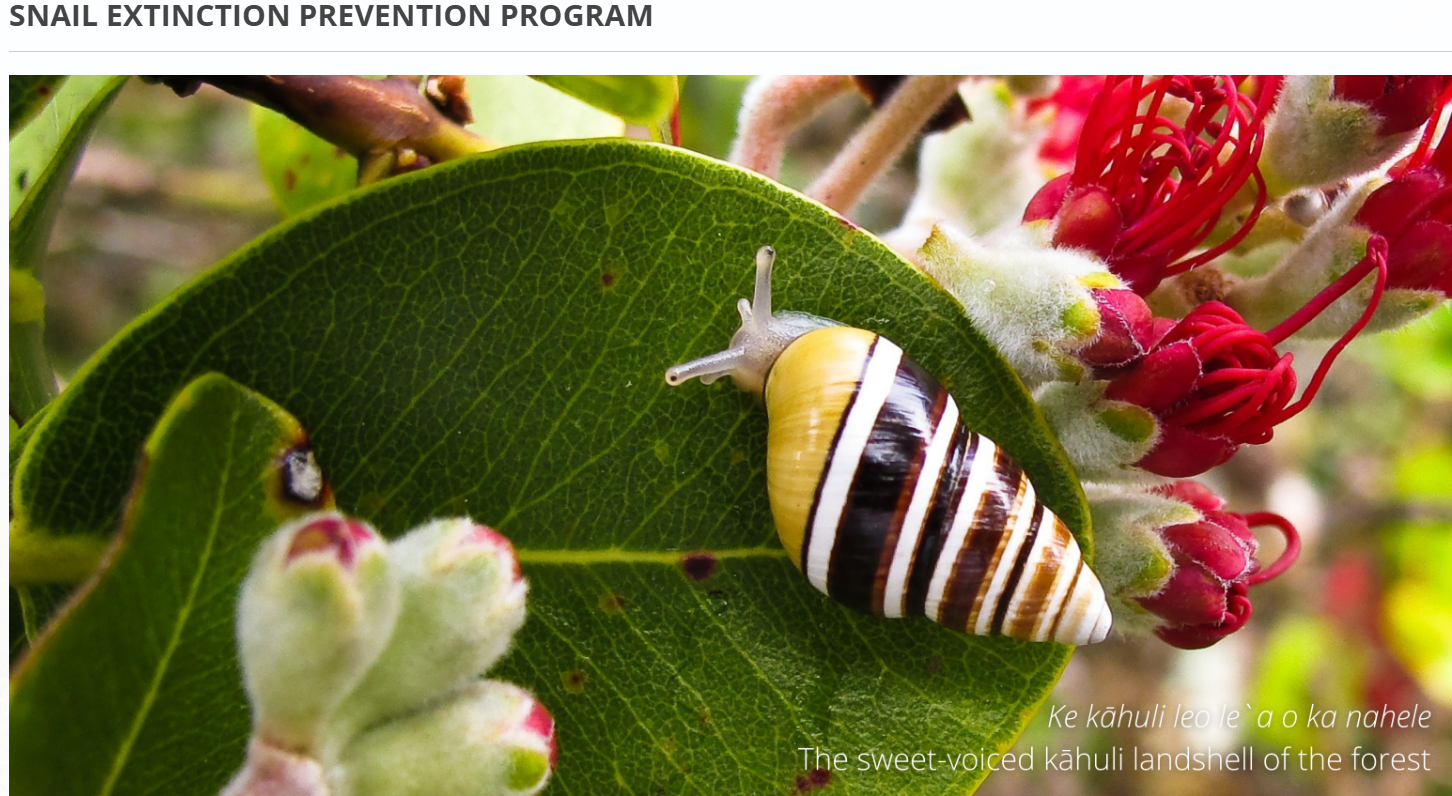 SNAIL EXTINCTION PREVENTION PROGRAM
Ke kāhuli leo le`a o ka nahele
The sweet-voiced kāhuli landshell of the forest